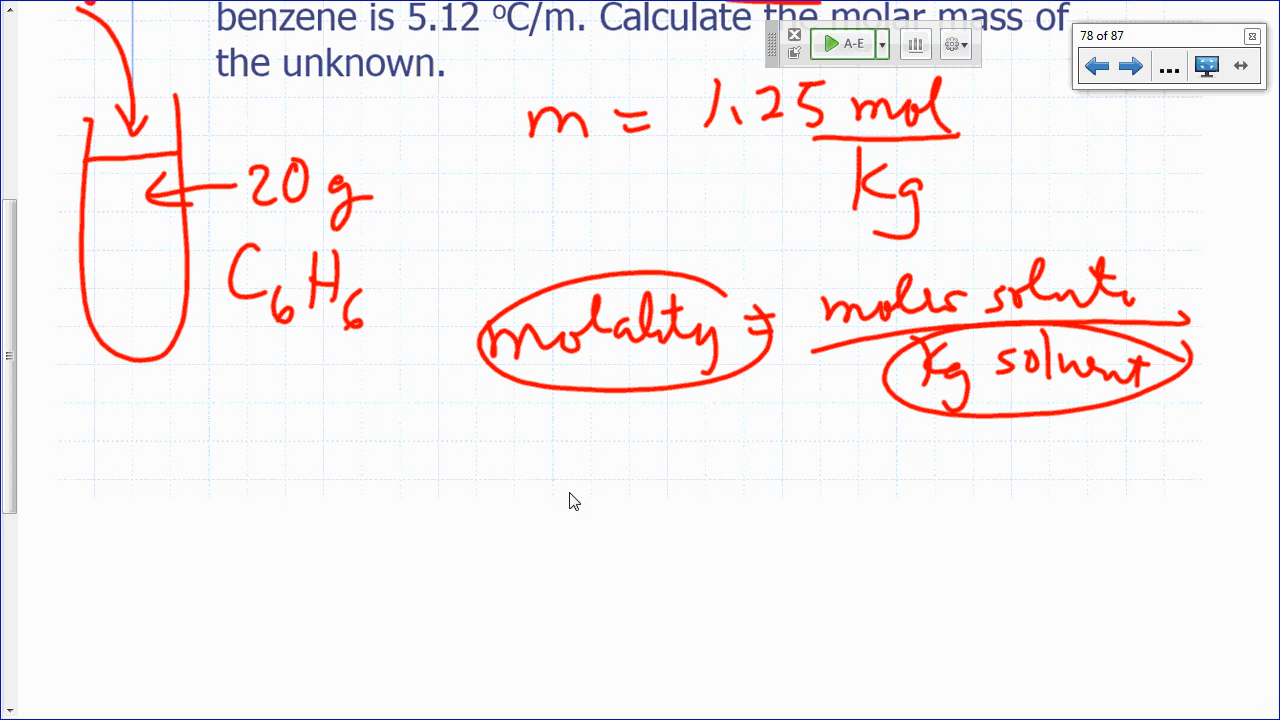 benzene is 5.12 ºC/m. Calculate the molar mass of
the unknown.
A-E
78 of 87
...
m = 1.25 mol
Kg
20 g
C6H6
molality = moles solute
Kg solvent